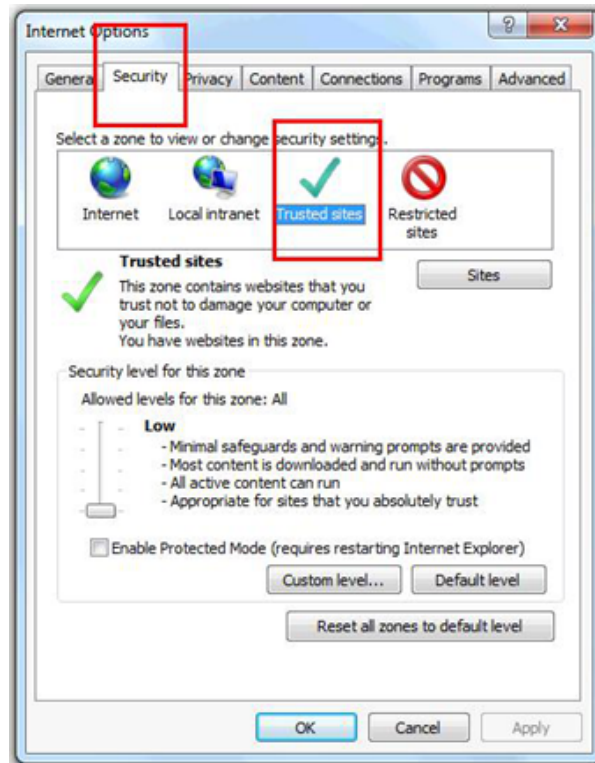 Internet Options
General Security Privacy Content Connections Programs Advanced
Select a zone to view or change security settings.
Internet Local intranet Trusted sites Restricted sites
Trusted sites
Sites
This zone contains websites that you
trust not to damage your computer or
your files.
You have websites in this zone.
Security level for this zone
Allowed levels for this zone: All
Low
- Minimal safeguards and warning prompts are provided
- Most content is downloaded and run without prompts
- All active content can run
- Appropriate for sites that you absolutely trust
Enable Protected Mode (requires restarting Internet Explorer)
Custom level... Default level
Reset all zones to default level
OK Cancel Apply